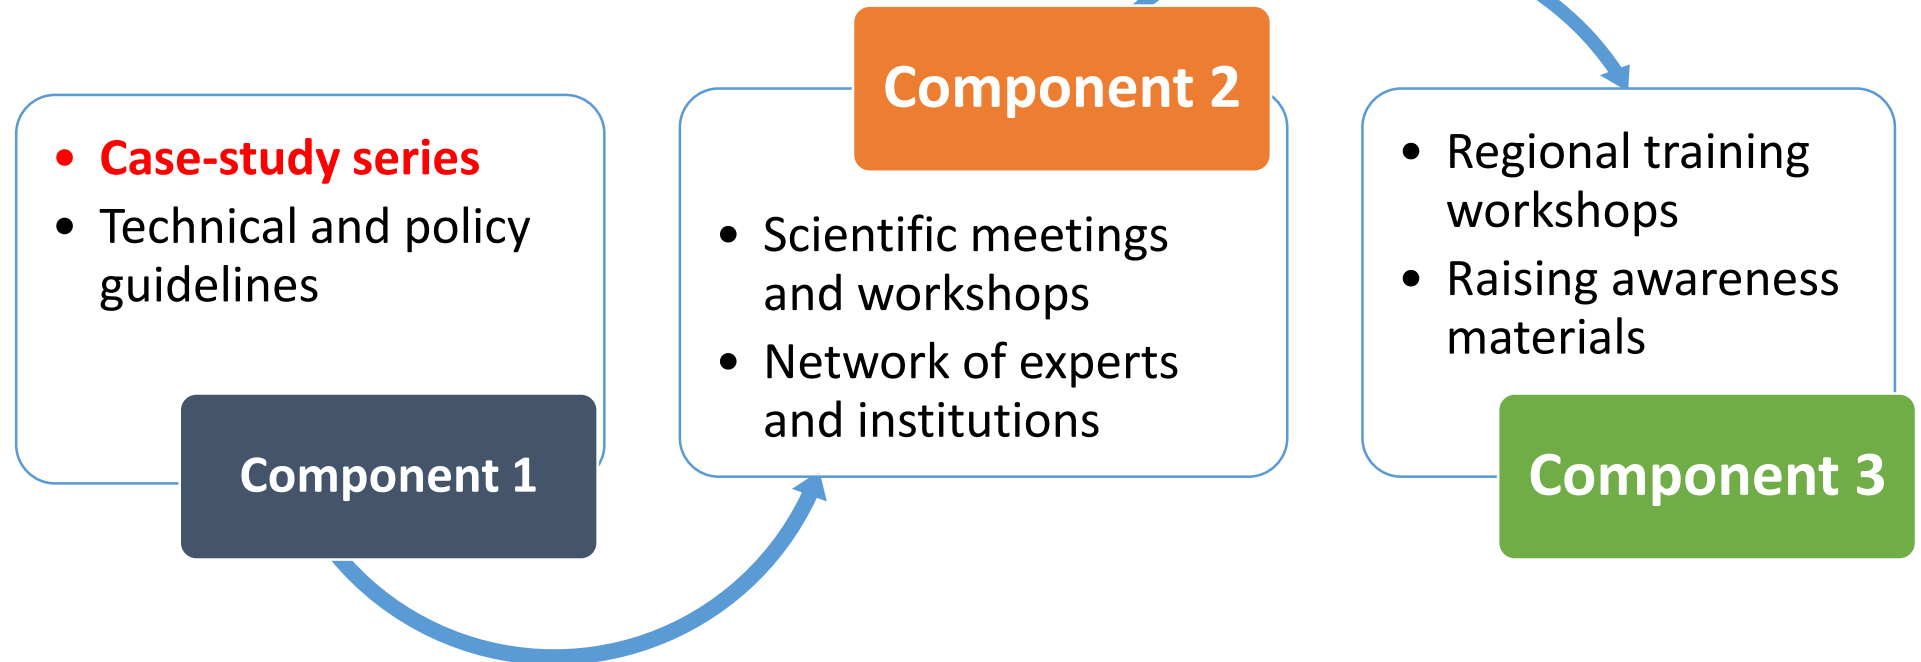 • Case-study series
• Technical and policy
guidelines
Component 1
Component 2
• Scientific meetings
and workshops
• Network of experts
and institutions
• Regional training
workshops
• Raising awareness
materials
Component 3